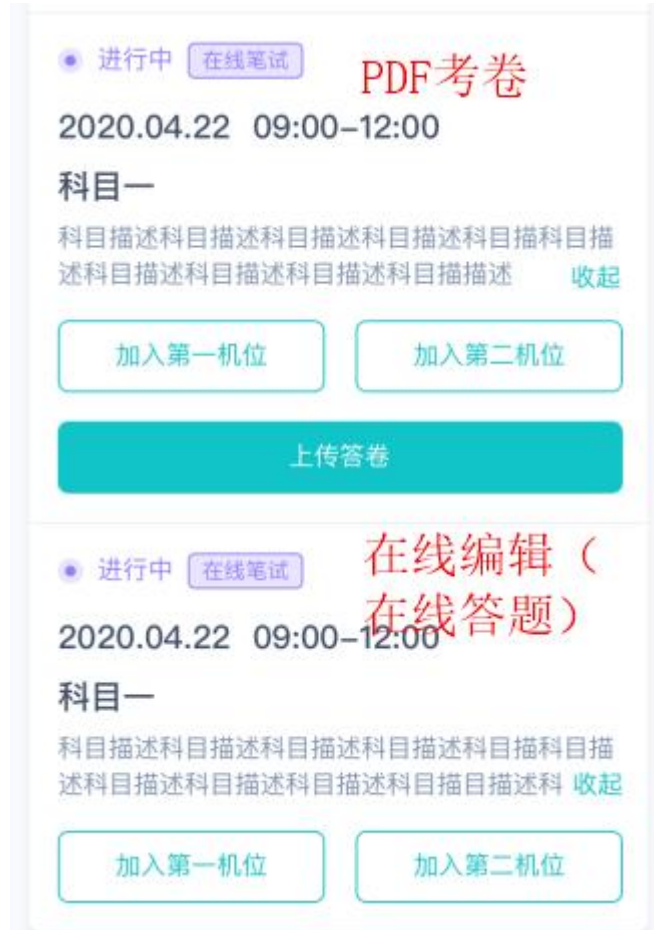 进行中 在线笔试
PDF考卷
2020.04.22 09:00–12:00
科目一
科目描述科目描述科目描述科目描述科目描科目描
述科目描述科目描述科目描述科目描描述 收起
加入第一机位 加入第二机位
上传答卷
进行中 在线笔试
在线编辑（
在线答题）
2020.04.22 09:00–12:00
科目一
科目描述科目描述科目描述科目描述科目描科目描
述科目描述科目描述科目描述科目描目描述科 收起
加入第一机位 加入第二机位